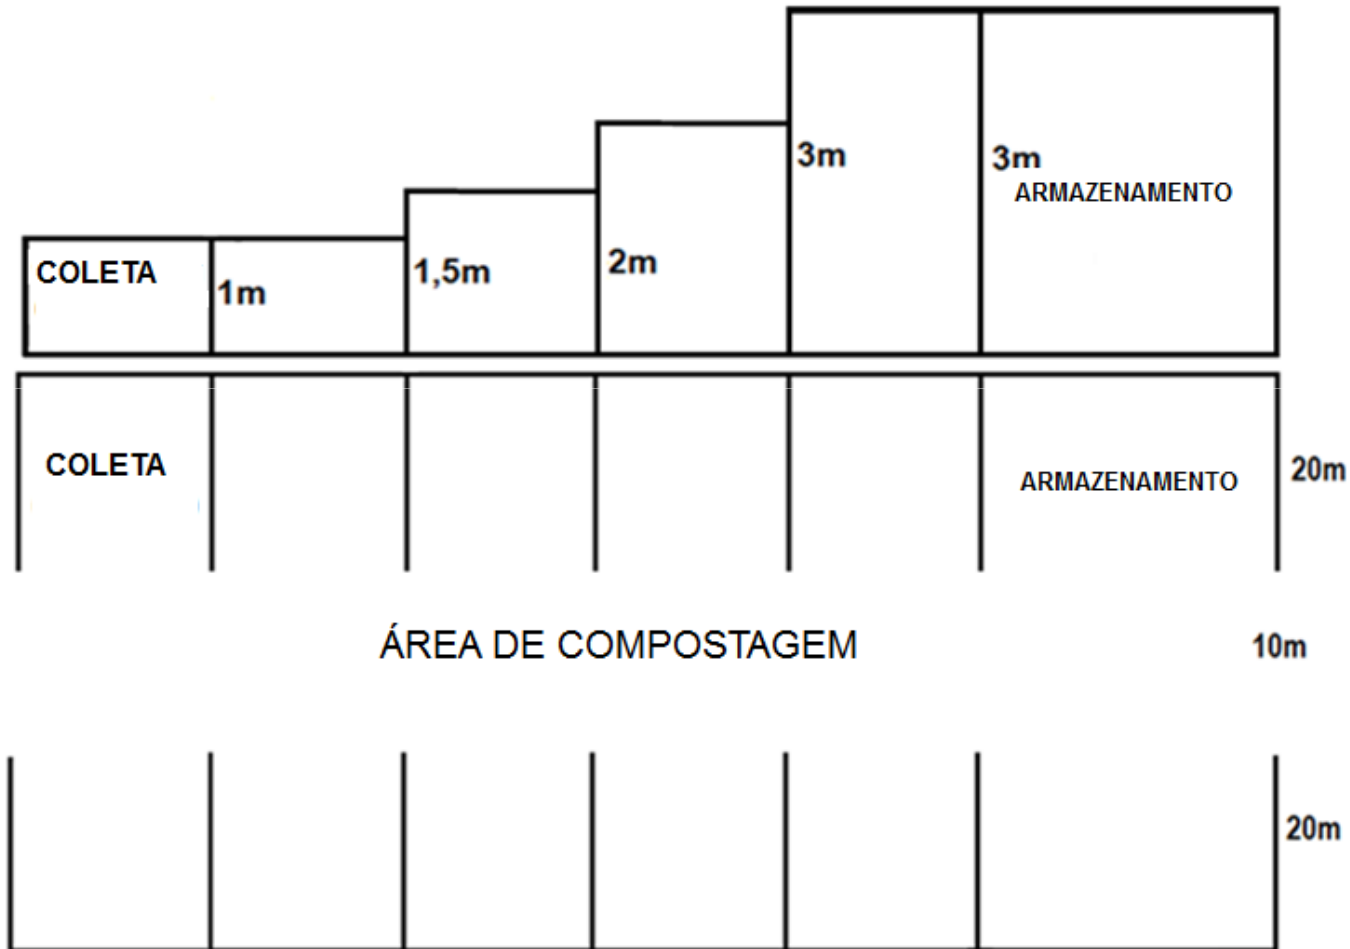 3m
3m
ARMAZENAMENTO
COLETA
1m
1,5m
2m
COLETA
ARMAZENAMENTO
20m
ÁREA DE COMPOSTAGEM
10m
20m